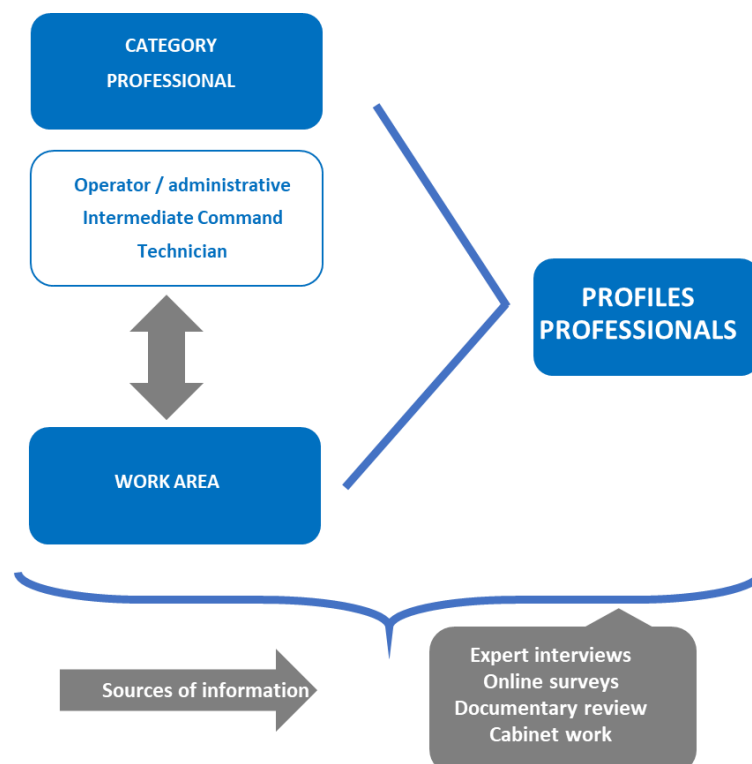 CATEGORY
PROFESSIONAL
Operator / administrative
Intermediate Command
Technician
PROFILES
PROFESSIONALS
WORK AREA
Sources of information
Expert interviews
Online surveys
Documentary review
Cabinet work